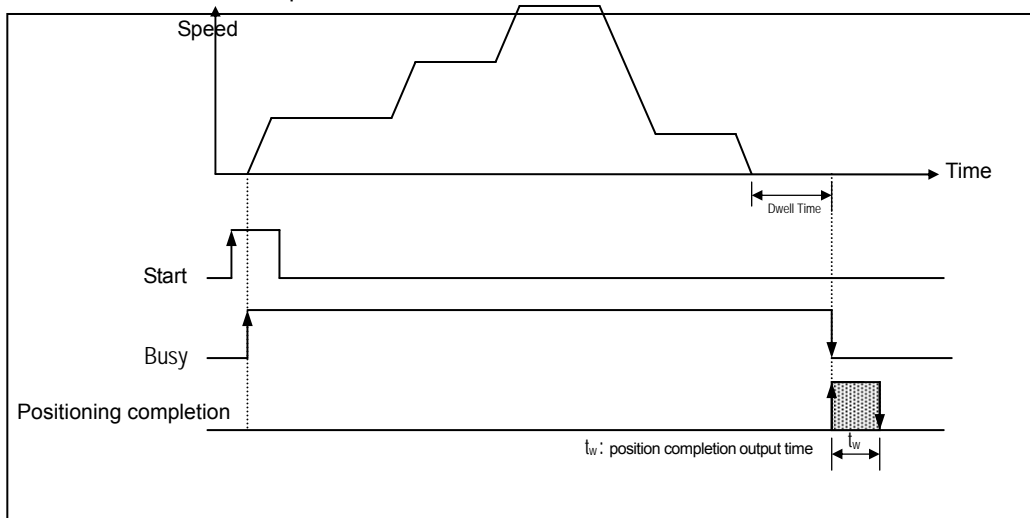 Speed
Time
Dwell Time
Start
Busy
Positioning completion
tw : position completion output time
tw